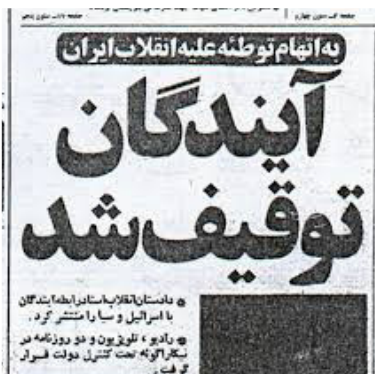 به اتهام توطئه علیه انقلاب ایران
آیندگان
توقیف شد
دادستان انقلاب اسناد رابطه آیندگان
با اسرائیل و سیا را منتشر کرد.
رادیو، تلویزیون و دو روزنامه در
نیکاراگوئه تحت کنترل دولت قرار
گرفت.